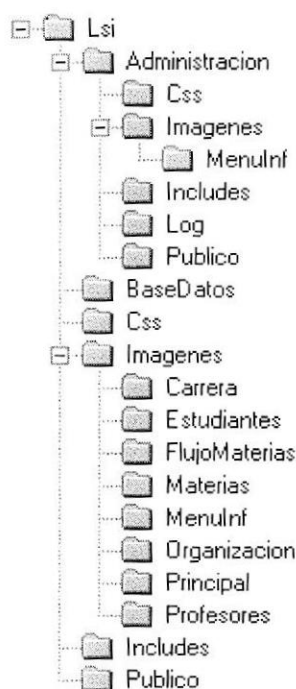 Lsi
Administracion
Css
Imagenes
MenuInf
Includes
Log
Publico
BaseDatos
Css
Imagenes
Carrera
Estudiantes
FlujoMaterias
Materias
MenuInf
Organizacion
Principal
Profesores
Includes
Publico